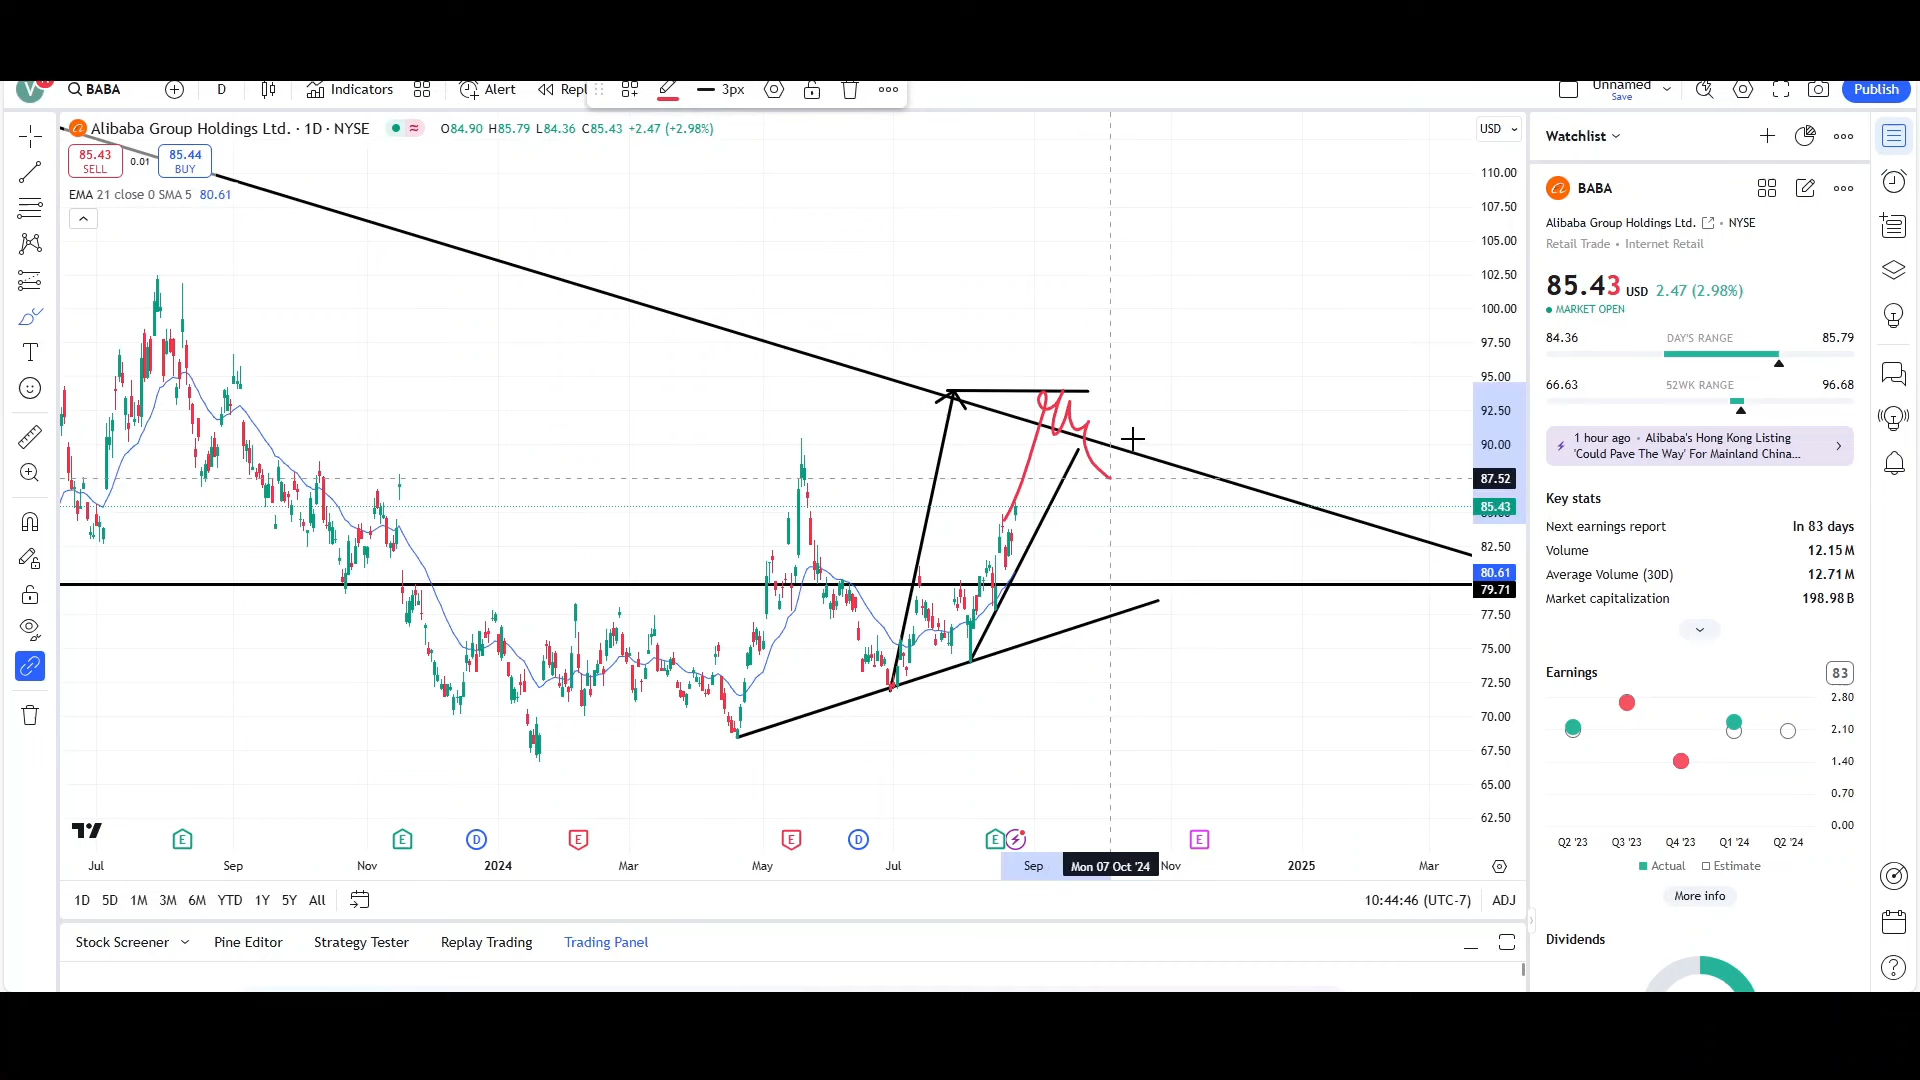 V BABA D Indicators Alert Repl 3px Unnamed Save Publish
Alibaba Group Holdings Ltd. · 1D · NYSE O84.90 H85.79 L84.36 C85.43 +2.47 (+2.98%)
USD
85.43 SELL 0.01 85.44 BUY
EMA 21 close 0 SMA 5 80.61
110.00
107.50
105.00
102.50
100.00
97.50
95.00
92.50
90.00
87.52
85.43
82.50
80.61
79.71
77.50
75.00
72.50
70.00
67.50
65.00
62.50
E E D E E D E E
Jul Sep Nov 2024 Mar May Jul Sep Mon 07 Oct '24 Nov 2025 Mar
1D 5D 1M 3M 6M YTD 1Y 5Y All 10:44:46 (UTC-7) ADJ
Stock Screener Pine Editor Strategy Tester Replay Trading Trading Panel
Watchlist
BABA
Alibaba Group Holdings Ltd. • NYSE
Retail Trade • Internet Retail
85.43 USD 2.47 (2.98%)
MARKET OPEN
84.36 DAY'S RANGE 85.79
66.63 52WK RANGE 96.68
1 hour ago • Alibaba's Hong Kong Listing
'Could Pave The Way' For Mainland China...
Key stats
Next earnings report In 83 days
Volume 12.15M
Average Volume (30D) 12.71M
Market capitalization 198.98B
Earnings 83
2.80
2.10
1.40
0.70
0.00
Q2 '23 Q3 '23 Q4 '23 Q1 '24 Q2 '24
Actual Estimate
More info
Dividends